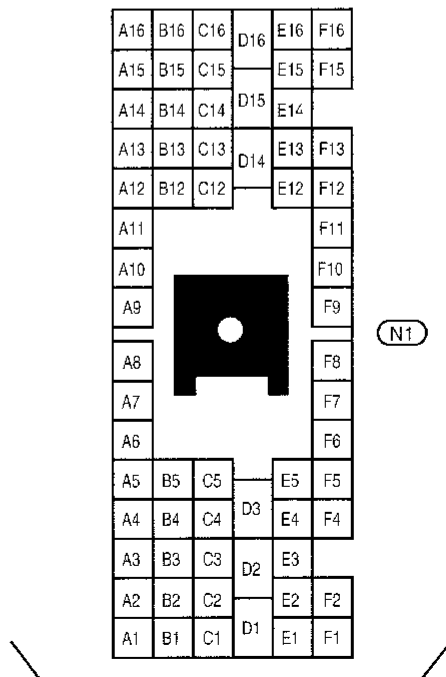 A16 B16 C16 D16 E16 F16
A15 B15 C15 E15 F15
D15
A14 B14 C14 E14
A13 B13 C13 D14 E13 F13
A12 B12 C12 E12 F12
A11 F11
A10 F10
A9 F9
N1
A8 F8
A7 F7
A6 F6
A5 B5 C5 E5 F5
D3
A4 B4 C4 E4 F4
A3 B3 C3 D2 E3
A2 B2 C2 E2 F2
A1 B1 C1 D1 E1 F1